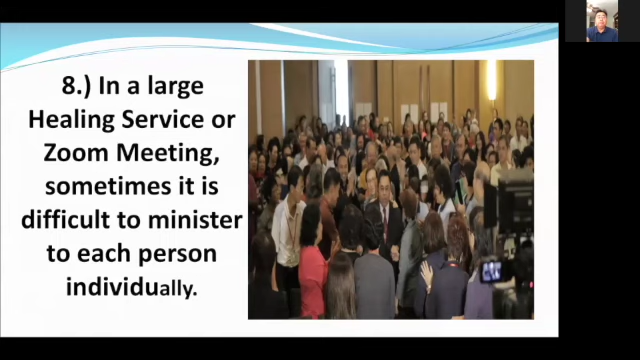 8.) In a large
Healing Service or
Zoom Meeting,
sometimes it is
difficult to minister
to each person
individually.